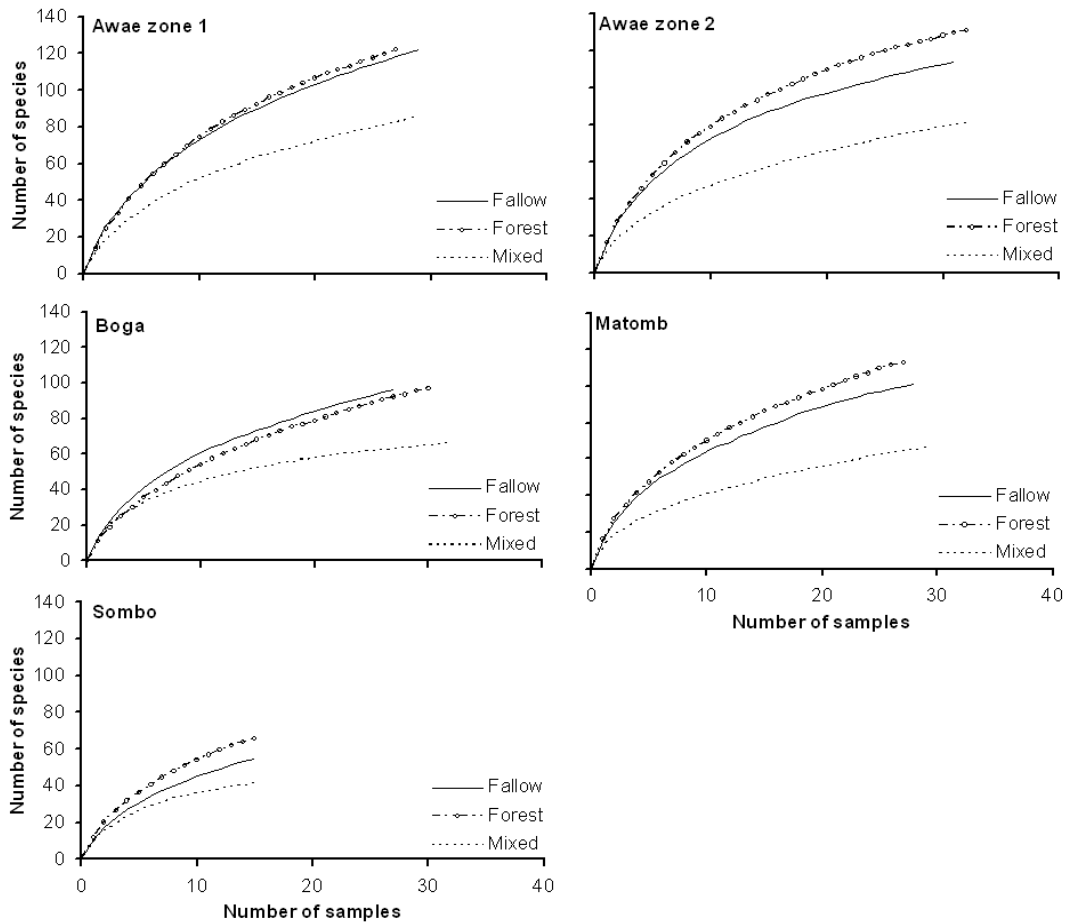 Awae zone 1
Number of species
140
120
100
80
60
40
20
0
Fallow
Forest
Mixed
Awae zone 2
Fallow
Forest
Mixed
Boga
Number of species
140
120
100
80
60
40
20
0
Fallow
Forest
Mixed
Matomb
Fallow
Forest
Mixed
0 10 20 30 40
Number of samples
Sombo
Number of species
140
120
100
80
60
40
20
0
Fallow
Forest
Mixed
0 10 20 30 40
Number of samples